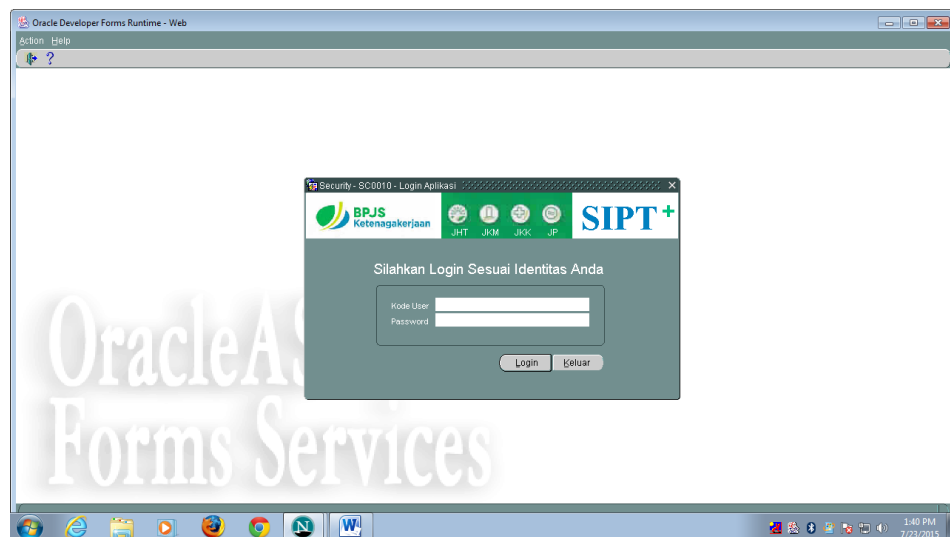 Oracle Developer Forms Runtime - Web
Action Help
?
Security - SC0010 - Login Aplikasi
BPJS
Ketenagakerjaan
JHT JKM JKK JP
SIPT+
Silahkan Login Sesuai Identitas Anda
Kode User
Password
Login Keluar
OracleAS
Forms Services
1:40 PM
7/23/2015